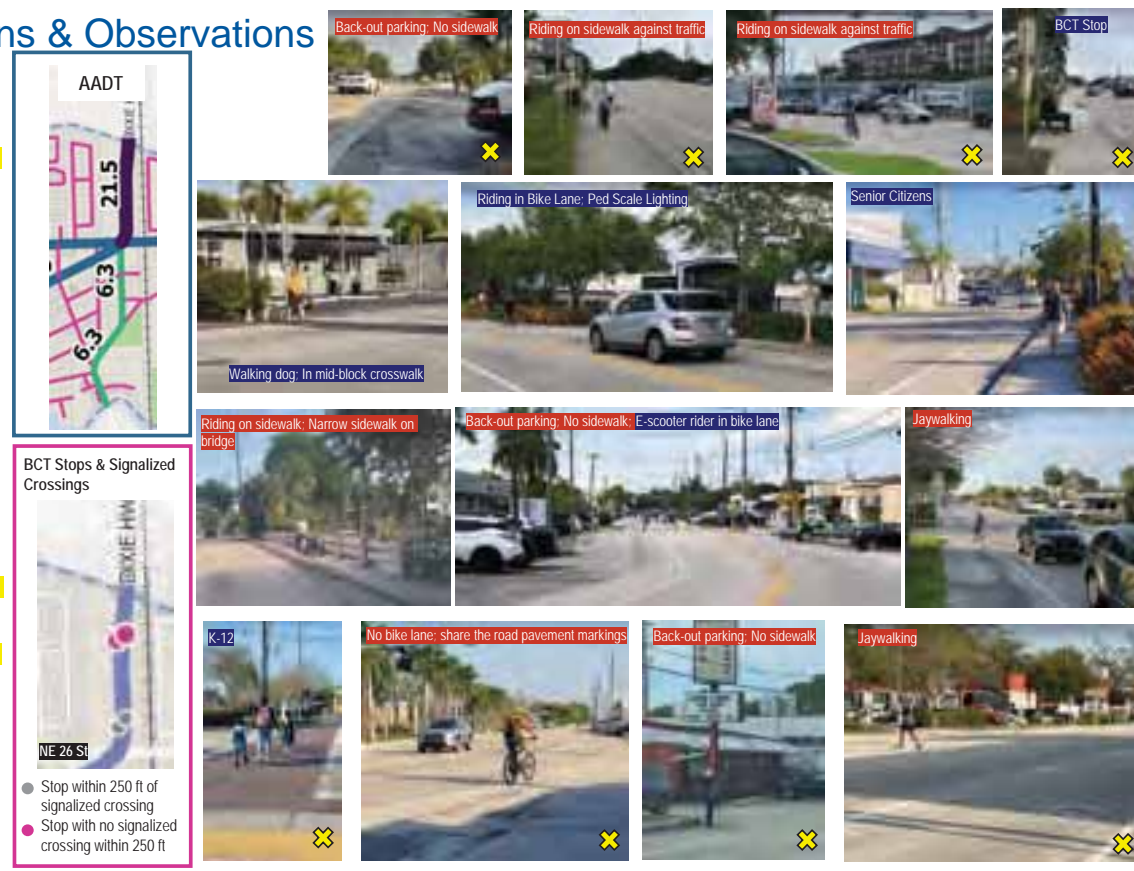 ns & Observations
AADT
21.5
6.3
6.3
BCT Stops & Signalized
Crossings
DIXIE HW
NE 26 St
Stop within 250 ft of
signalized crossing
Stop with no signalized
crossing within 250 ft
Back-out parking; No sidewalk
Riding on sidewalk against traffic
Riding on sidewalk against traffic
BCT Stop
Walking dog; In mid-block crosswalk
Riding in Bike Lane; Ped Scale Lighting
Senior Citizens
Riding on sidewalk; Narrow sidewalk on
bridge
Back-out parking; No sidewalk; E-scooter rider in bike lane
Jaywalking
K-12
No bike lane; share the road pavement markings
Back-out parking; No sidewalk
Jaywalking